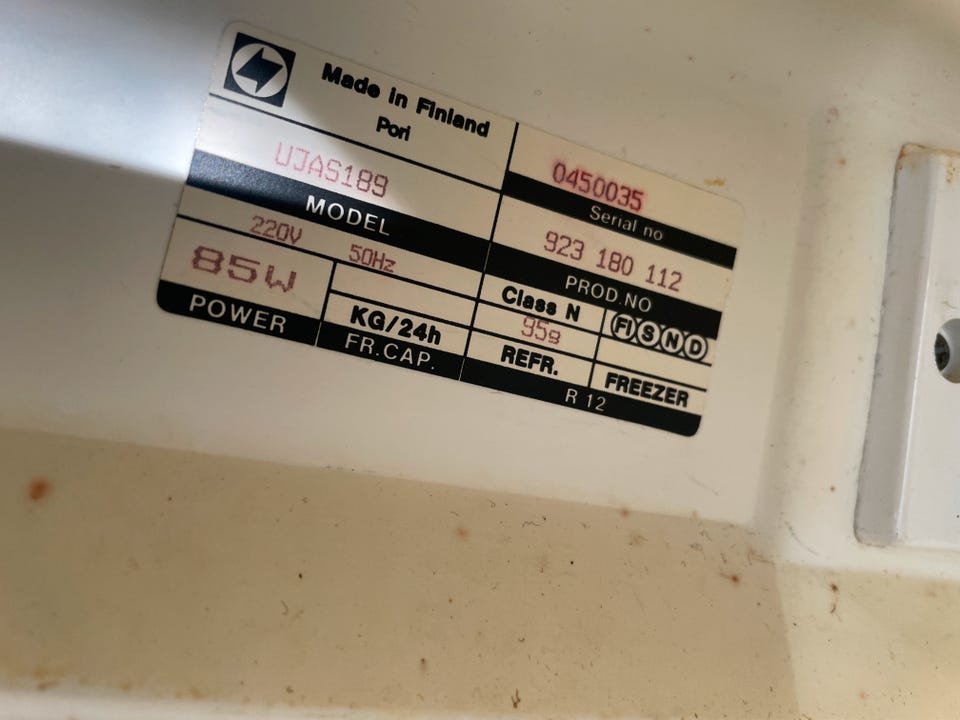 Made in Finland
Pori
UJAS189
MODEL
0450035
Serial no
923 180 112
PROD.NO
220V 50Hz
85W
POWER
KG/24h
FR.CAP.
Class N
FI S N D
95g
REFR.
FREEZER
R 12